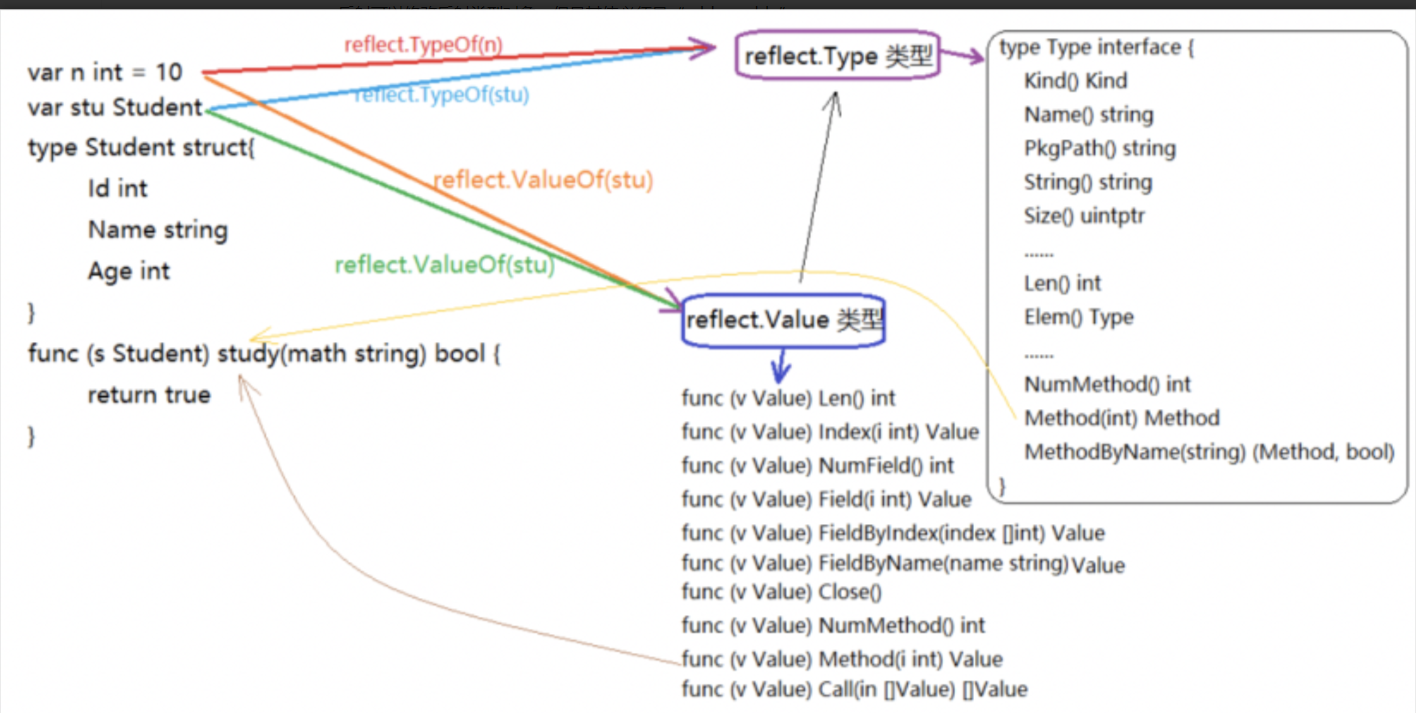 reflect.TypeOf(n)
var n int = 10
var stu Student
reflect.TypeOf(stu)
type Student struct{
Id int
Name string
Age int
}
func (s Student) study(math string) bool {
return true
}
reflect.ValueOf(stu)
reflect.ValueOf(stu)
reflect.Type 类型
reflect.Value 类型
func (v Value) Len() int
func (v Value) Index(i int) Value
func (v Value) NumField() int
func (v Value) Field(i int) Value
func (v Value) FieldByIndex(index []int) Value
func (v Value) FieldByName(name string) Value
func (v Value) Close()
func (v Value) NumMethod() int
func (v Value) Method(i int) Value
func (v Value) Call(in []Value) []Value
type Type interface {
Kind() Kind
Name() string
PkgPath() string
String() string
Size() uintptr
......
Len() int
Elem() Type
......
NumMethod() int
Method(int) Method
MethodByName(string) (Method, bool)
}